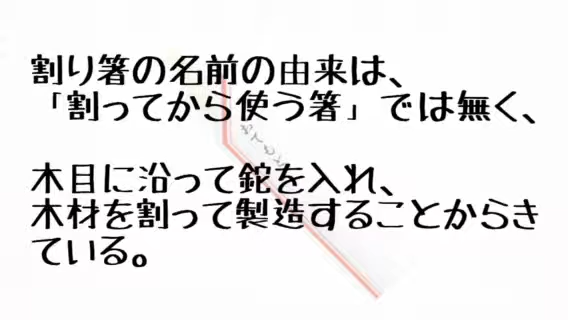 割り箸の名前の由来は、
「割ってから使う箸」では無く、
木目に沿って鉈を入れ、
木材を割って製造することからき
ている。